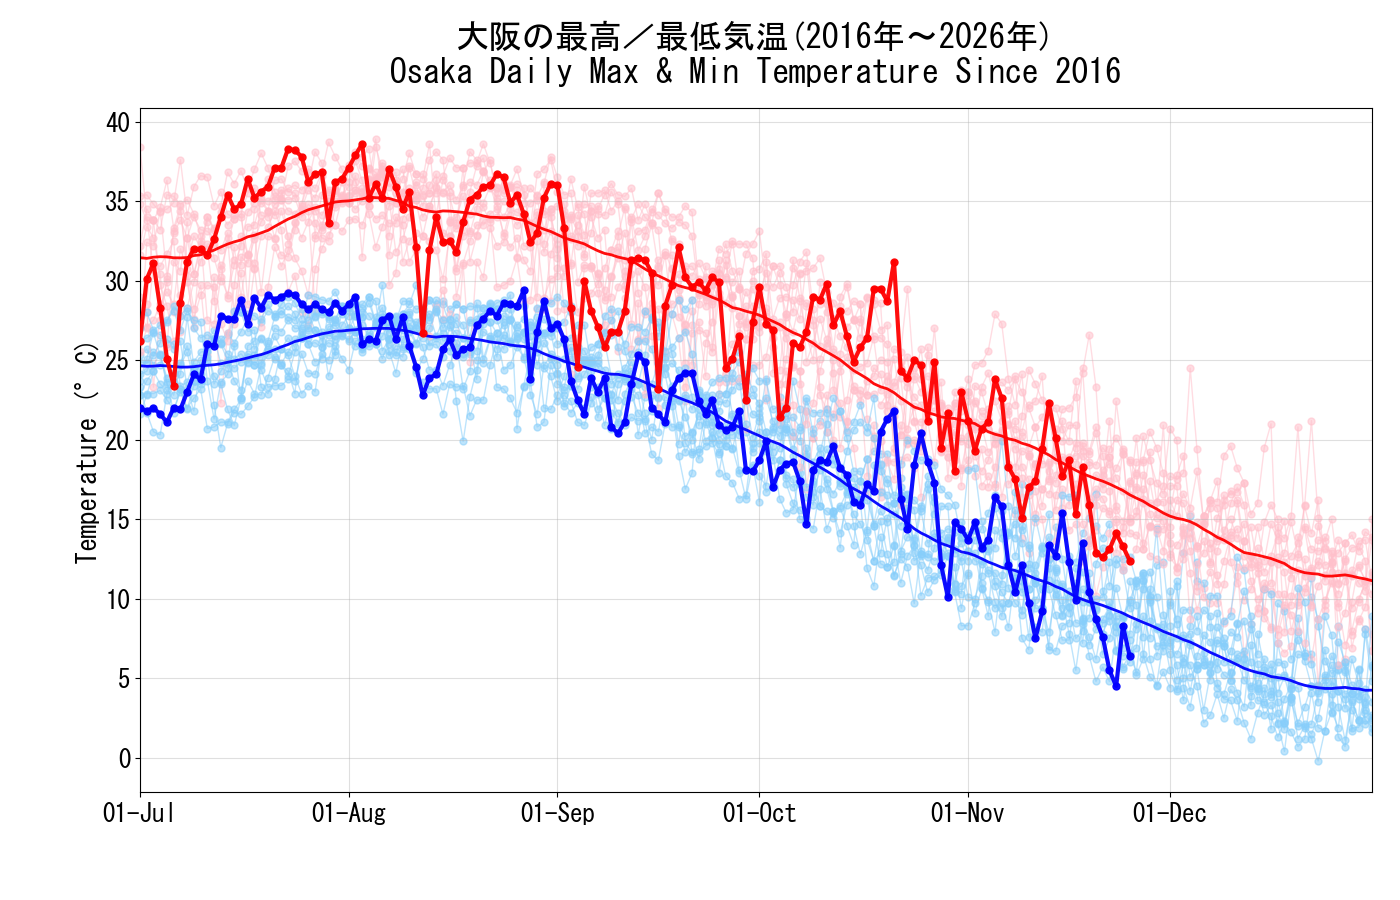 大阪の最高／最低気温(2016年～2026年)
Osaka Daily Max & Min Temperature Since 2016
Temperature (° C)
40
35
30
25
20
15
10
5
0
01-Jul 01-Aug 01-Sep 01-Oct 01-Nov 01-Dec